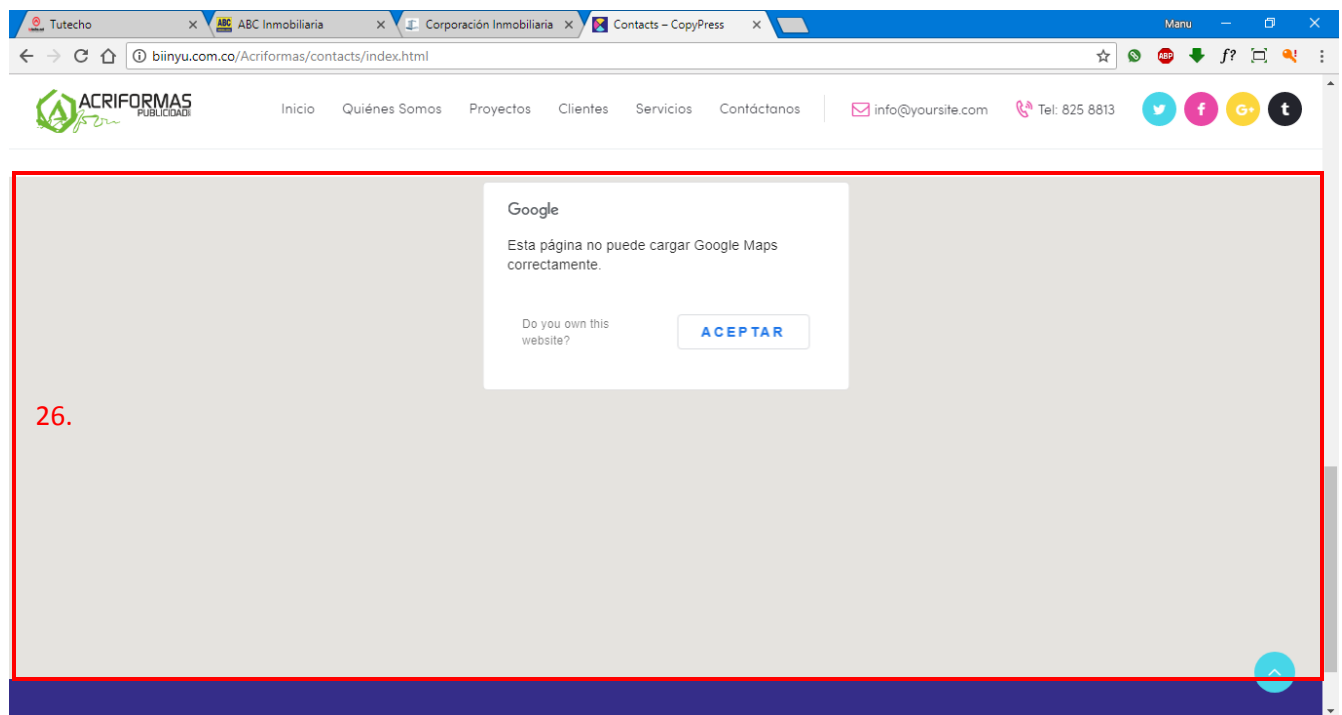 Tutecho
ABC Inmobiliaria
Corporación Inmobiliaria
Contacts – CopyPress
Manu
biinyu.com.co/Acriformas/contacts/index.html
ABP
f?
ACRIFORMAS
PUBLICIDAD
Inicio
Quiénes Somos
Proyectos
Clientes
Servicios
Contáctanos
info@yoursite.com
Tel: 825 8813
Google
Esta página no puede cargar Google Maps
correctamente.
Do you own this
website?
ACEPTAR
26.